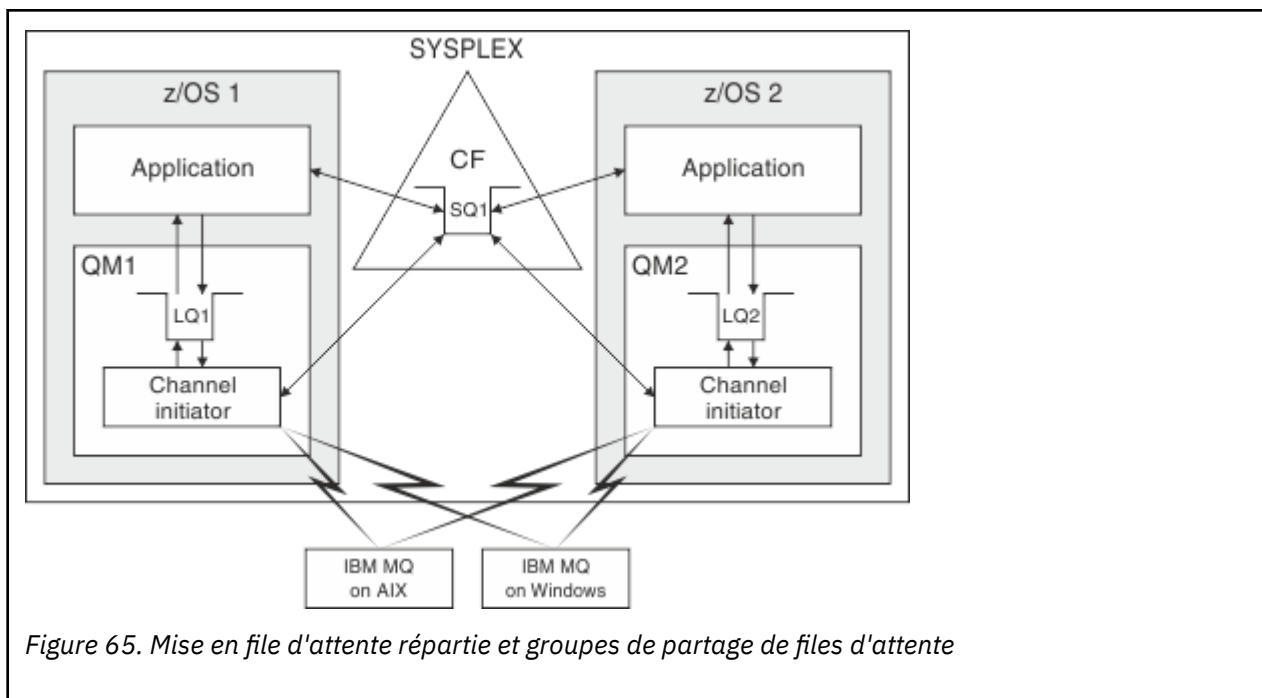 SYSPLEX
z/OS 1
Application
QM1
LQ1
Channel
initiator
CF
SQ1
z/OS 2
Application
QM2
LQ2
Channel
initiator
IBM MQ
on AIX
IBM MQ
on Windows
Figure 65. Mise en file d'attente répartie et groupes de partage de files d'attente